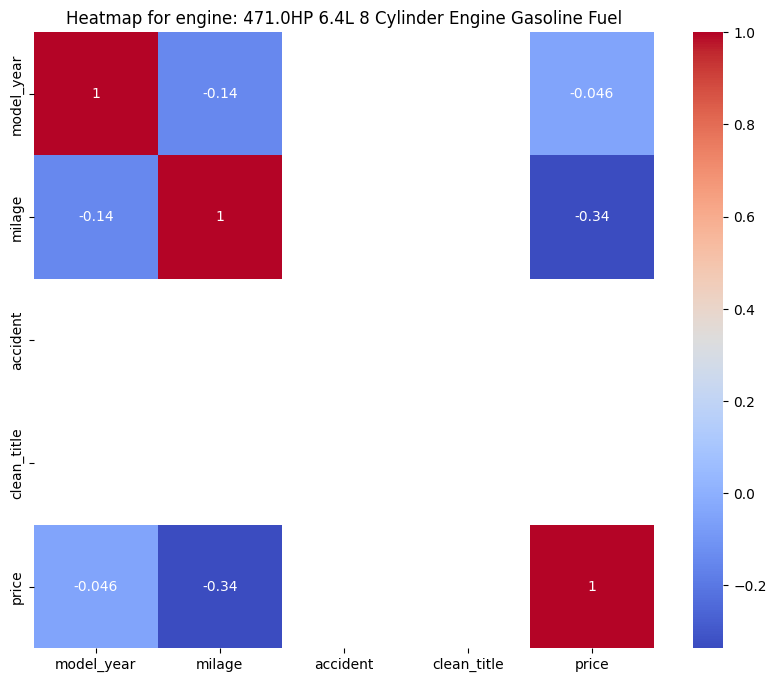 Heatmap for engine: 471.0HP 6.4L 8 Cylinder Engine Gasoline Fuel
model_year
milage
accident
clean_title
price
1
-0.14
-0.046
-0.14
1
-0.34
-0.046
-0.34
1
model_year
milage
accident
clean_title
price
1.0
0.8
0.6
0.4
0.2
0.0
−0.2